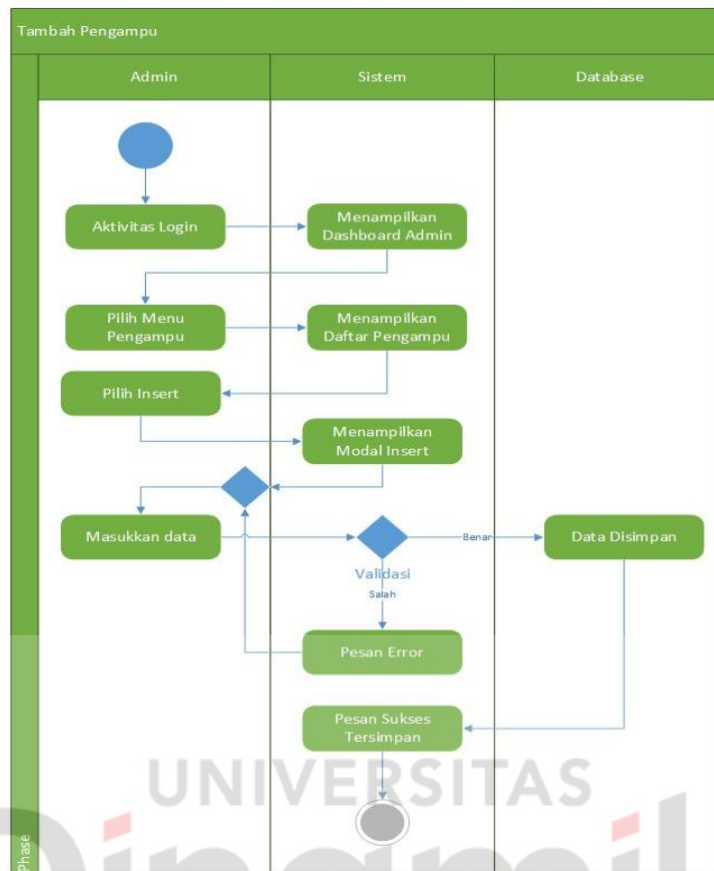 Tambah Pengampu
Admin
Sistem
Database
Aktivitas Login
Menampilkan
Dashboard Admin
Pilih Menu
Pengampu
Menampilkan
Daftar Pengampu
Pilih Insert
Menampilkan
Modal Insert
Masukkan data
Benar
Data Disimpan
Validasi
Salah
Pesan Error
Pesan Sukses
Tersimpan
UNIVERSITAS
Phase